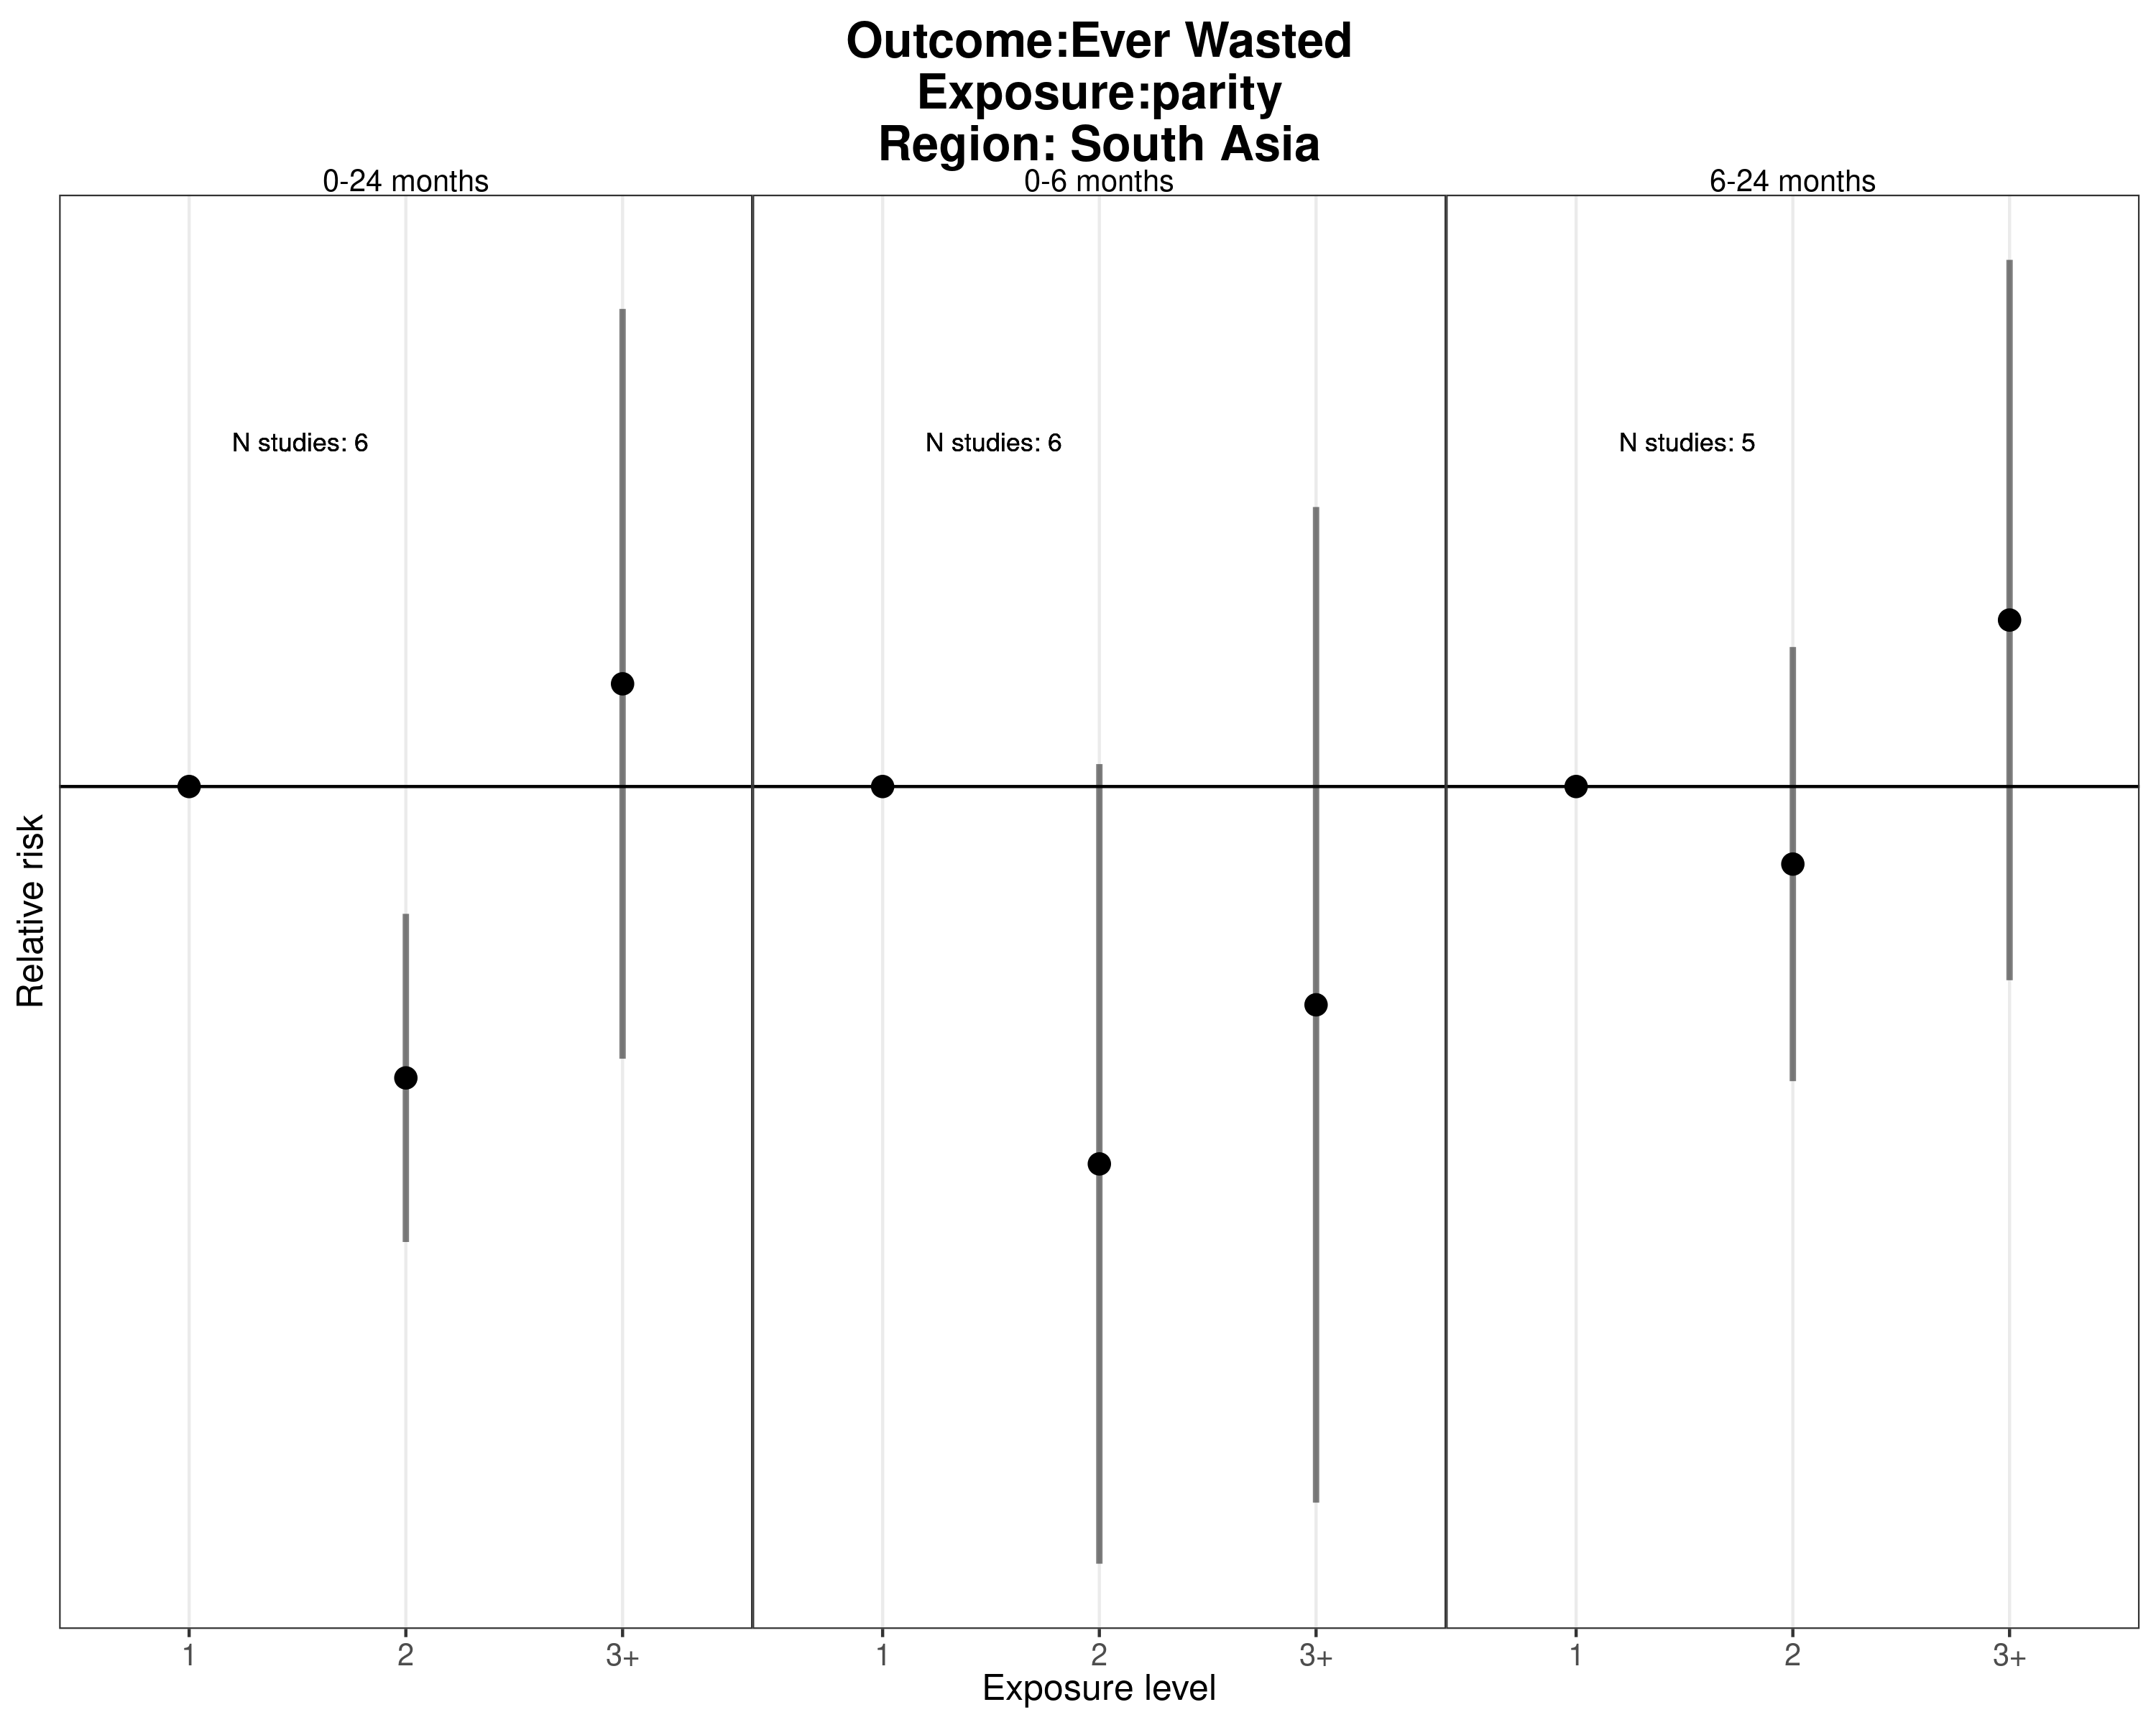 Outcome:Ever Wasted
Exposure:parity
Region: South Asia
0-24 months
0-6 months
6-24 months
N studies: 6
N studies: 6
N studies: 5
Relative risk
1
2
3+
1
2
3+
1
2
3+
Exposure level